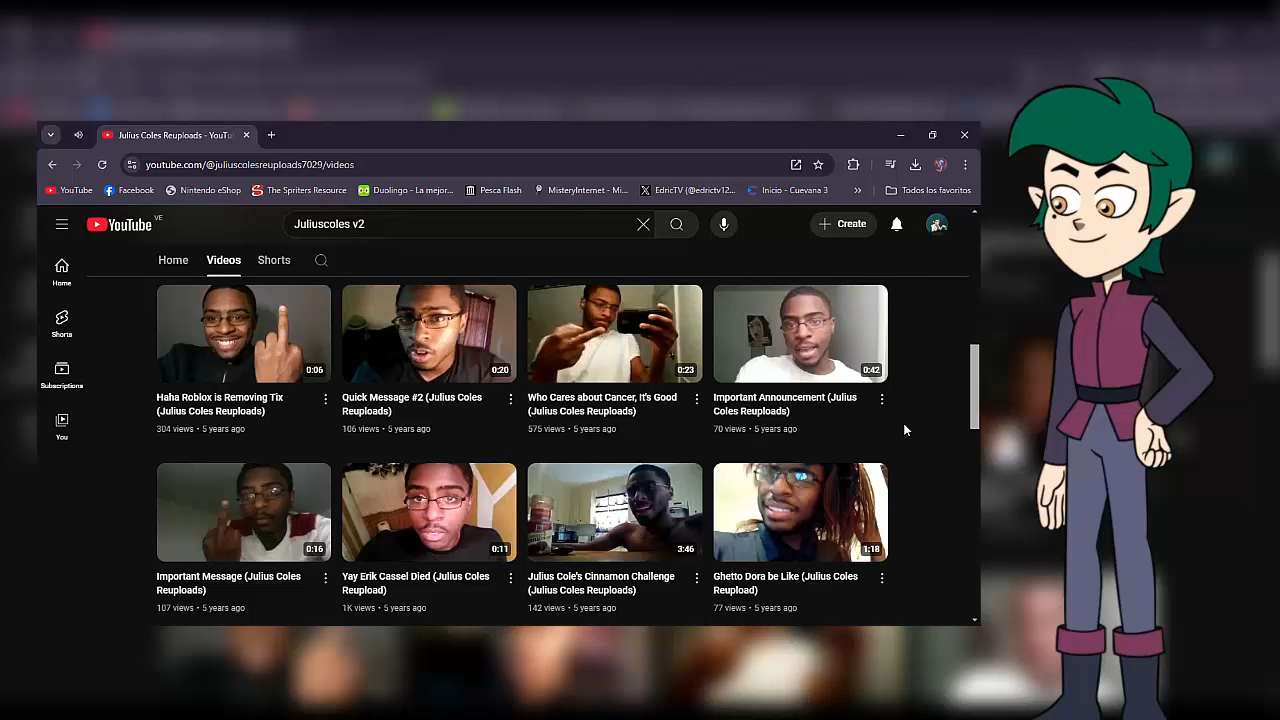 Julius Coles Reuploads - YouTu
youtube.com/@juliuscolesreuploads7029/videos
YouTube Facebook Nintendo eShop The Spriters Resource Duolingo - La mejor... Pesca Flash MisteryInternet - Mi... EdricTV (@edrictv12... Inicio - Cuevana 3 » Todos los favoritos
YouTube VE
Juliuscoles v2
Create
Home Videos Shorts
Home
Shorts
Subscriptions
You
0:06 0:20 0:23 0:42
Haha Roblox is Removing Tix Quick Message #2 (Julius Coles Who Cares about Cancer, It's Good Important Announcement (Julius
(Julius Coles Reuploads) Reuploads) (Julius Coles Reuploads) Coles Reuploads)
304 views • 5 years ago 106 views • 5 years ago 575 views • 5 years ago 70 views • 5 years ago
0:16 0:11 3:46 1:18
Important Message (Julius Coles Yay Erik Cassel Died (Julius Coles Julius Cole's Cinnamon Challenge Ghetto Dora be Like (Julius Coles
Reuploads) Reupload) (Julius Coles Reuploads) Reupload)
107 views • 5 years ago 1K views • 5 years ago 142 views • 5 years ago 77 views • 5 years ago